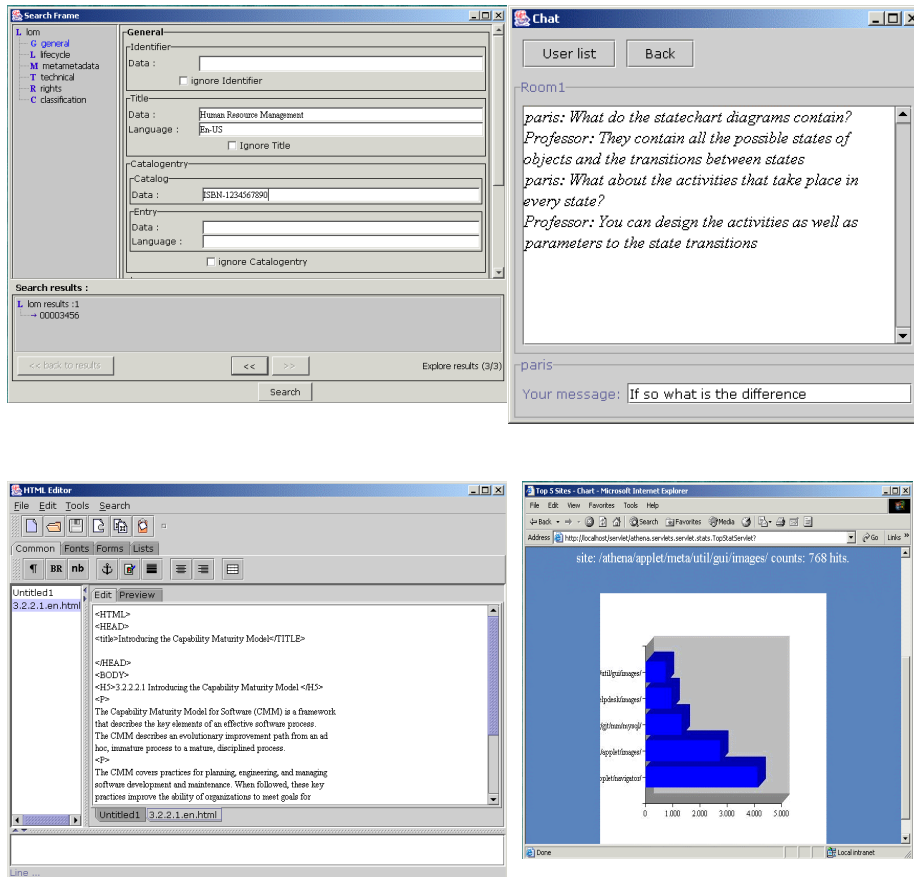 Search Frame
L lom
G general
L lifecycle
M metametadata
T technical
R rights
C classification
General
Identifier
Data :
ignore Identifier
Title
Data : Human Resource Management
Language : En-US
Ignore Title
Catalogentry
Catalog
Data : ISBN-1234567890
Entry
Data :
Language :
ignore Catalogentry
Search results :
L lom results :1
→ 00003456
<< back to results
<<
>>
Explore results (3/3)
Search
Chat
User list Back
Room1
paris: What do the statechart diagrams contain?
Professor: They contain all the possible states of
objects and the transitions between states
paris: What about the activities that take place in
every state?
Professor: You can design the activities as well as
parameters to the state transitions
paris
Your message: If so what is the difference
HTML Editor
File Edit Tools Search
Common Fonts Forms Lists
¶ BR nb
Untitled1
3.2.2.1.en.html
Edit Preview
<HTML>
<HEAD>
<title>Introducing the Capability Maturity Model</TITLE>
</HEAD>
<BODY>
<H5>3.2.2.2.1 Introducing the Capability Maturity Model </H5>
<P>
The Capability Maturity Model for Software (CMM) is a framework
that describes the key elements of an effective software process.
The CMM describes an evolutionary improvement path from an ad
hoc, immature process to a mature, disciplined process.
<P>
The CMM covers practices for planning, engineering, and managing
software development and maintenance. When followed, these key
practices improve the ability of organizations to meet goals for
Untitled1 3.2.2.1.en.html
Line ...
Top 5 Sites - Chart - Microsoft Internet Explorer
File Edit View Favorites Tools Help
Back Search Favorites Media
Address http://localhost/servlet/athena.servlets.servlet.stats.TopStatServlet? Go Links »
site: /athena/applet/meta/util/gui/images/ counts: 768 hits.
/util/gui/images/
elpdesk/images/
/applet/images/
pplet/navigator/
0 1.000 2.000 3.000 4.000 5.000
Done
Local intranet